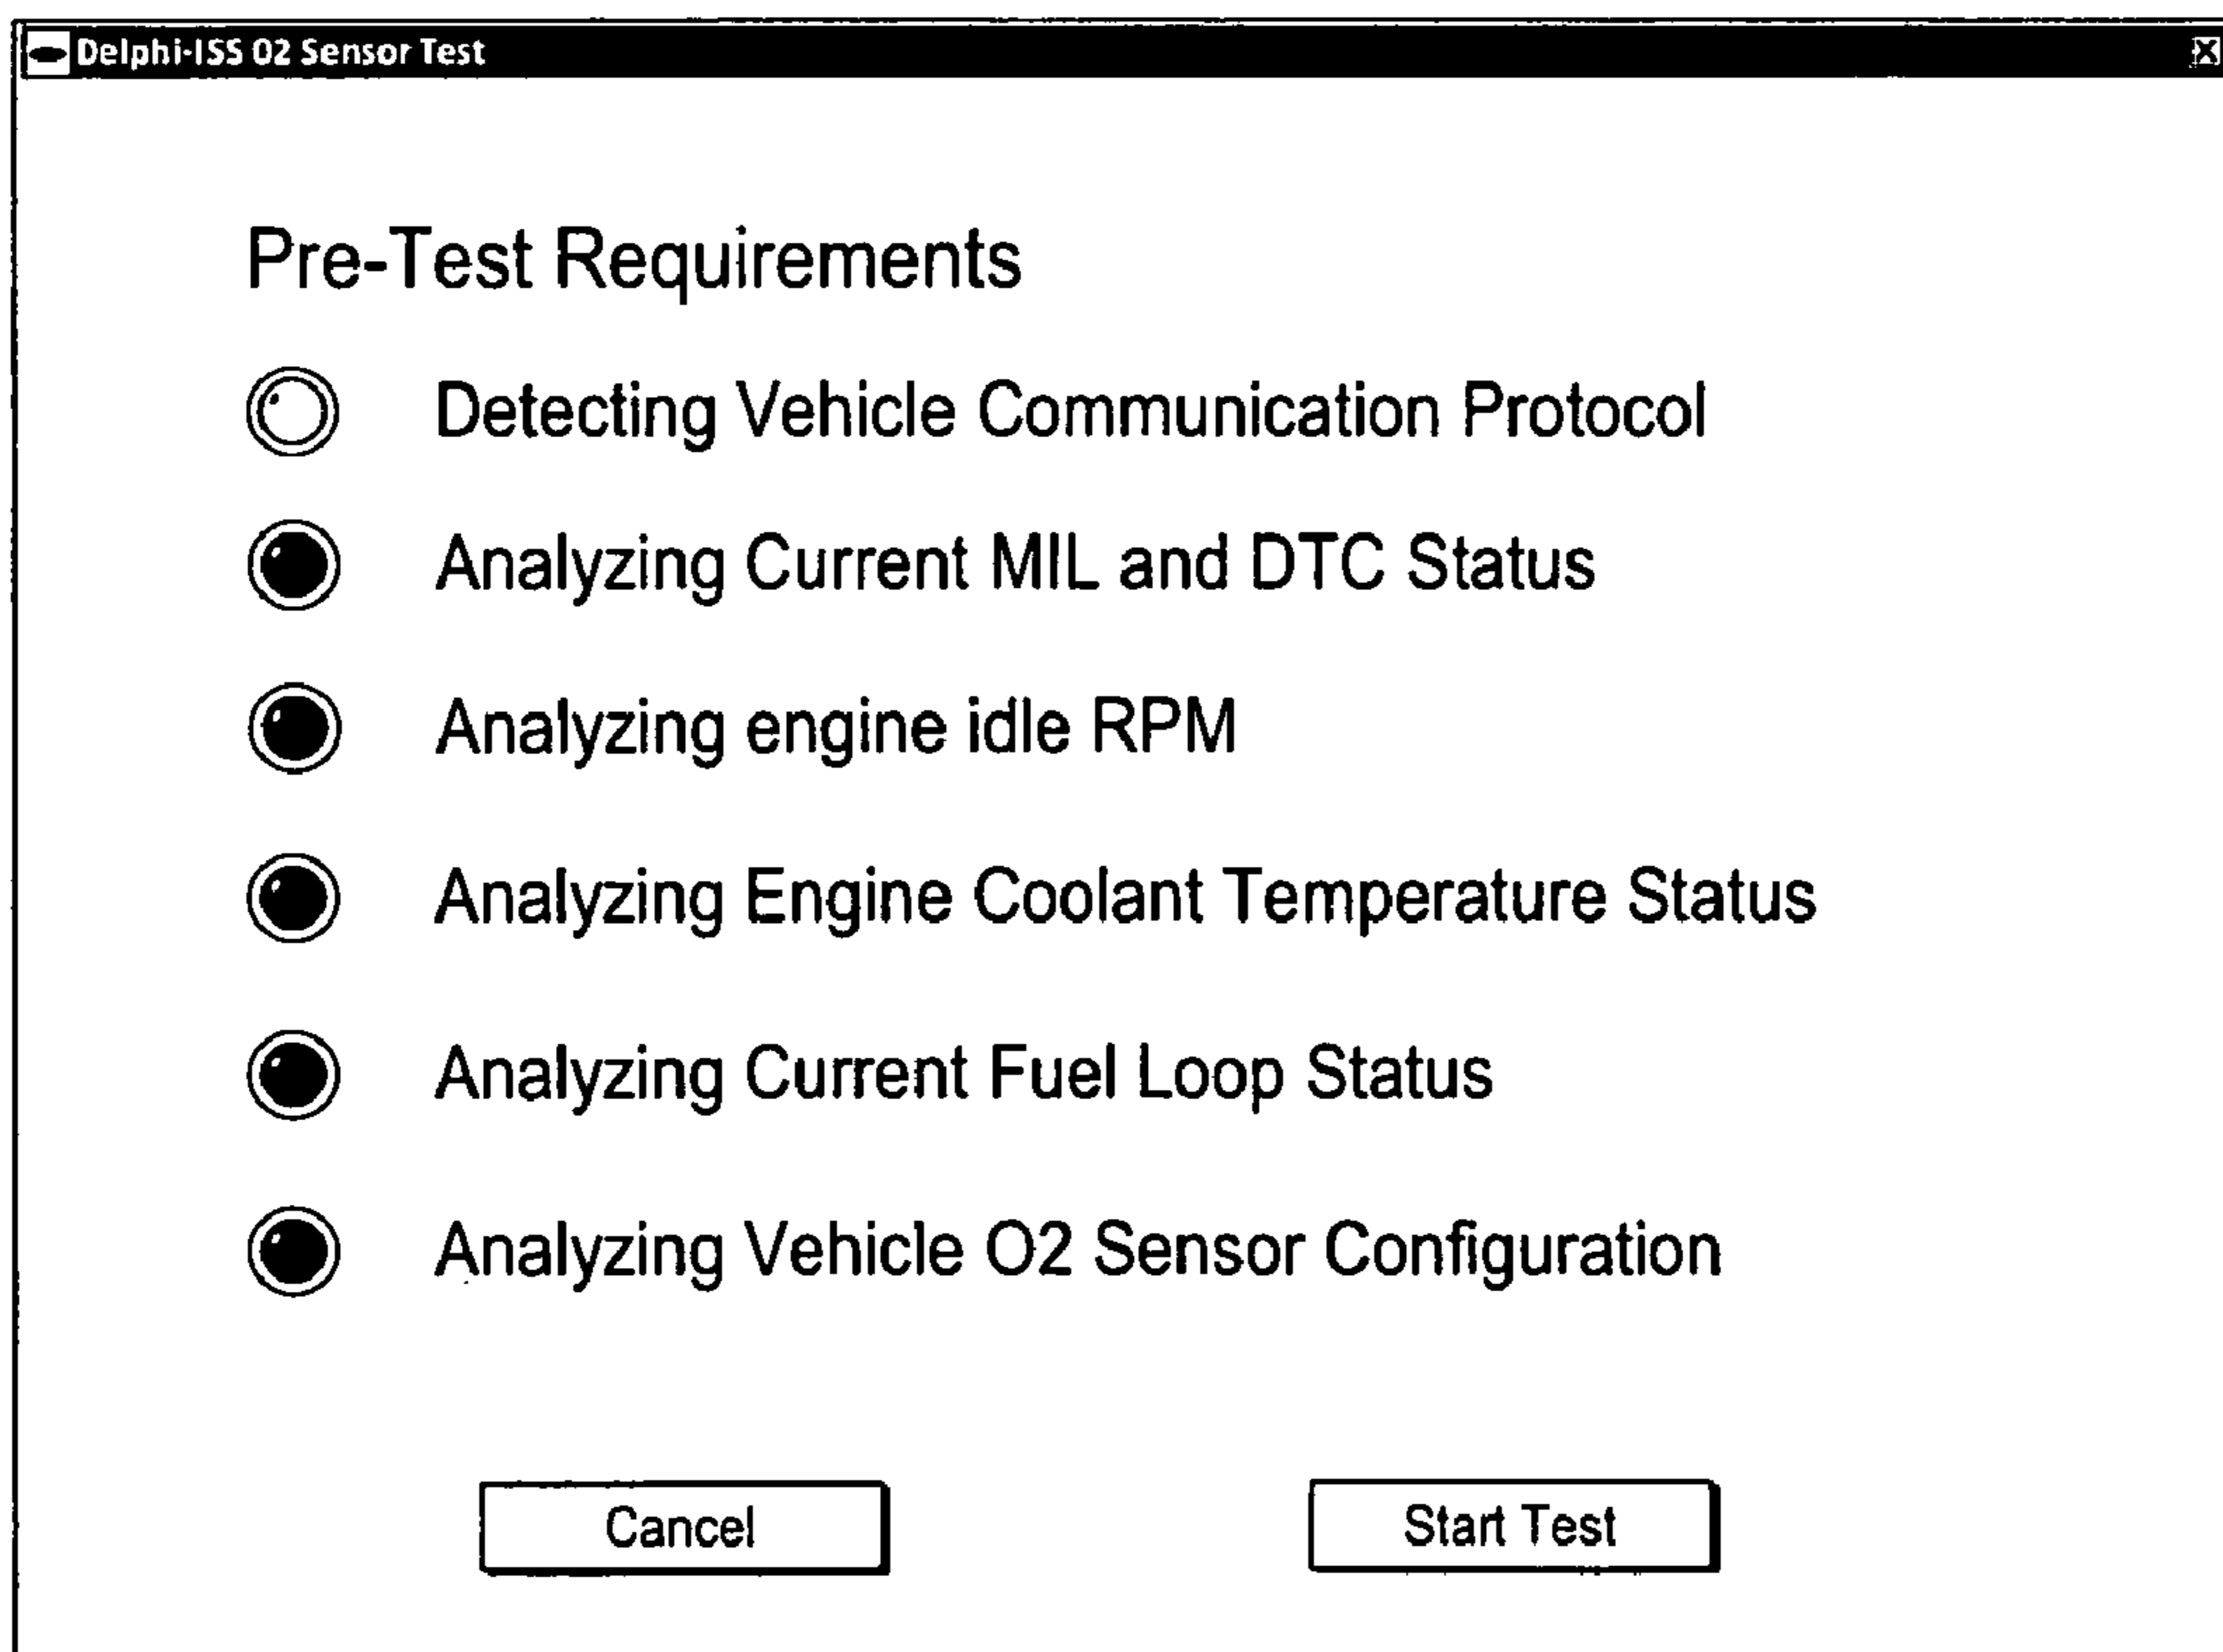 Delphi-ISS O2 Sensor Test
Pre-Test Requirements
Detecting Vehicle Communication Protocol
Analyzing Current MIL and DTC Status
Analyzing engine idle RPM
Analyzing Engine Coolant Temperature Status
Analyzing Current Fuel Loop Status
Analyzing Vehicle O2 Sensor Configuration
Cancel
Start Test